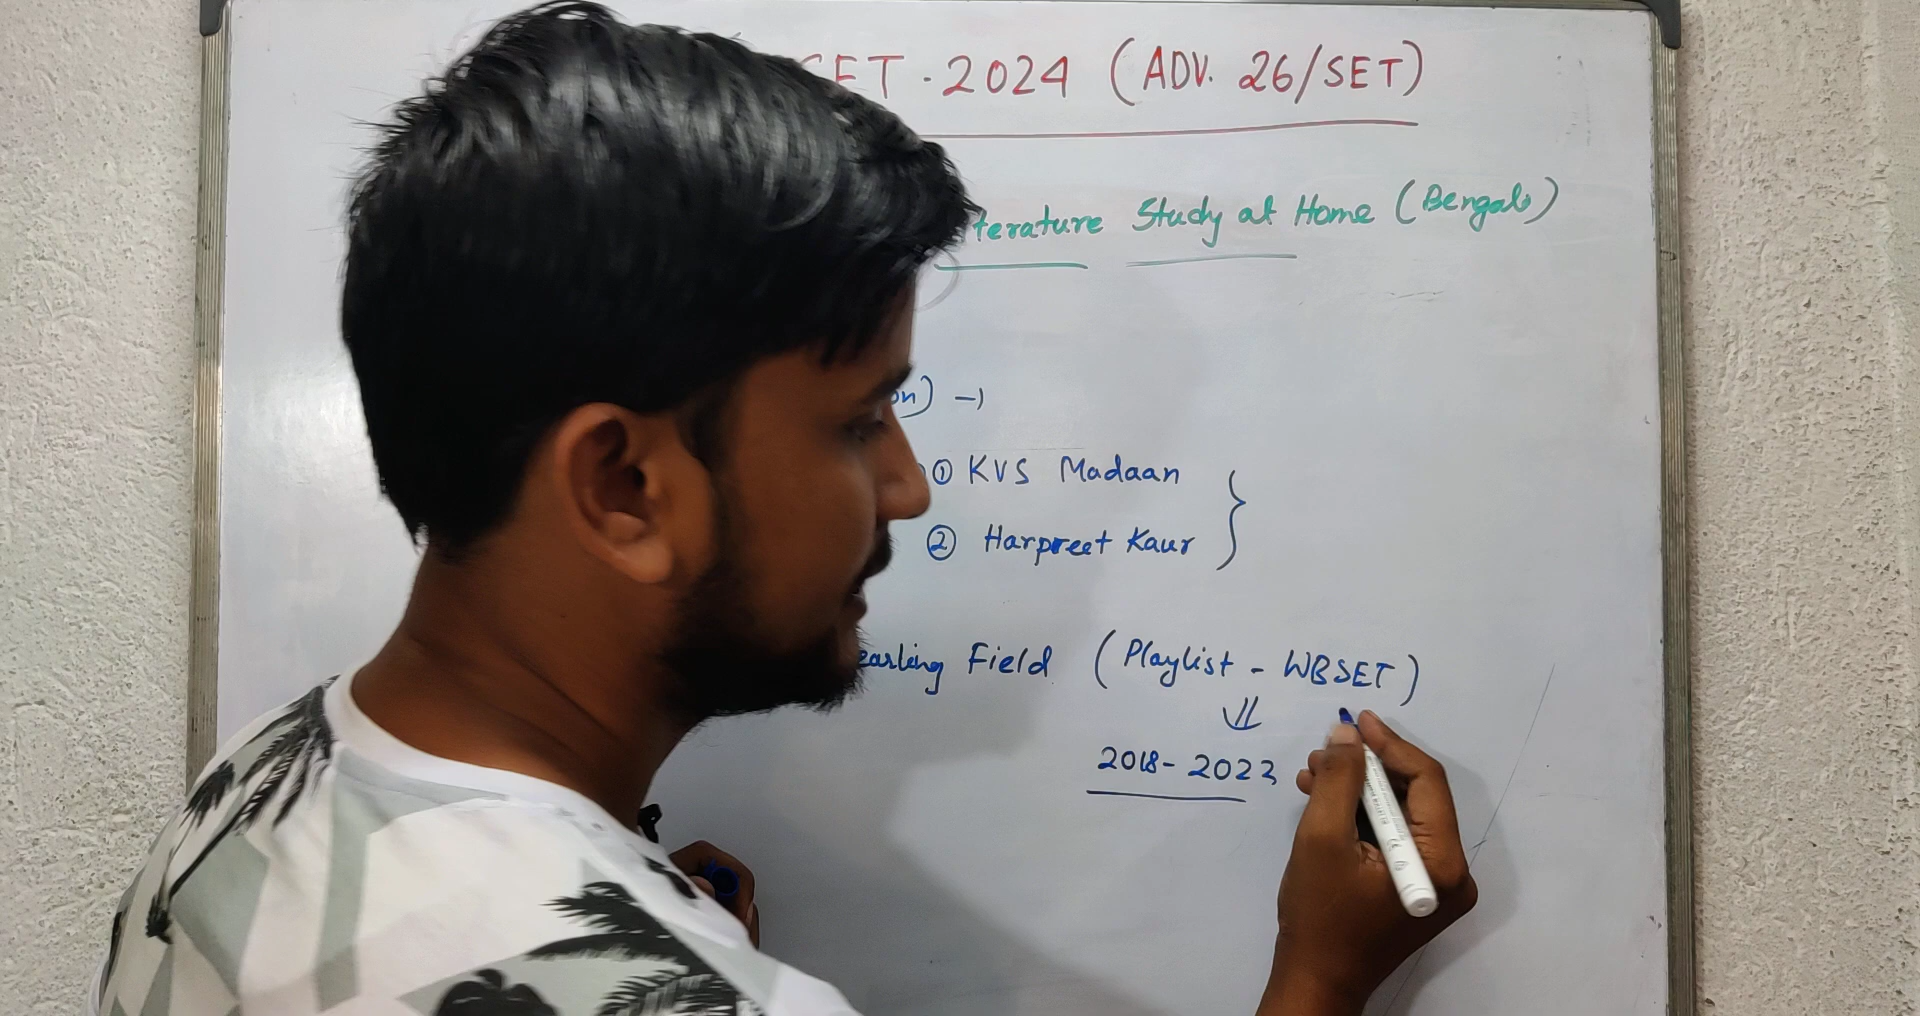 SET - 2024 (ADV. 26/SET)
terature Study at Home (Bengali)
on) →
① KVS Madaan
② Harpreet Kaur
earling Field (Playlist - WBSET)
2018 - 2023